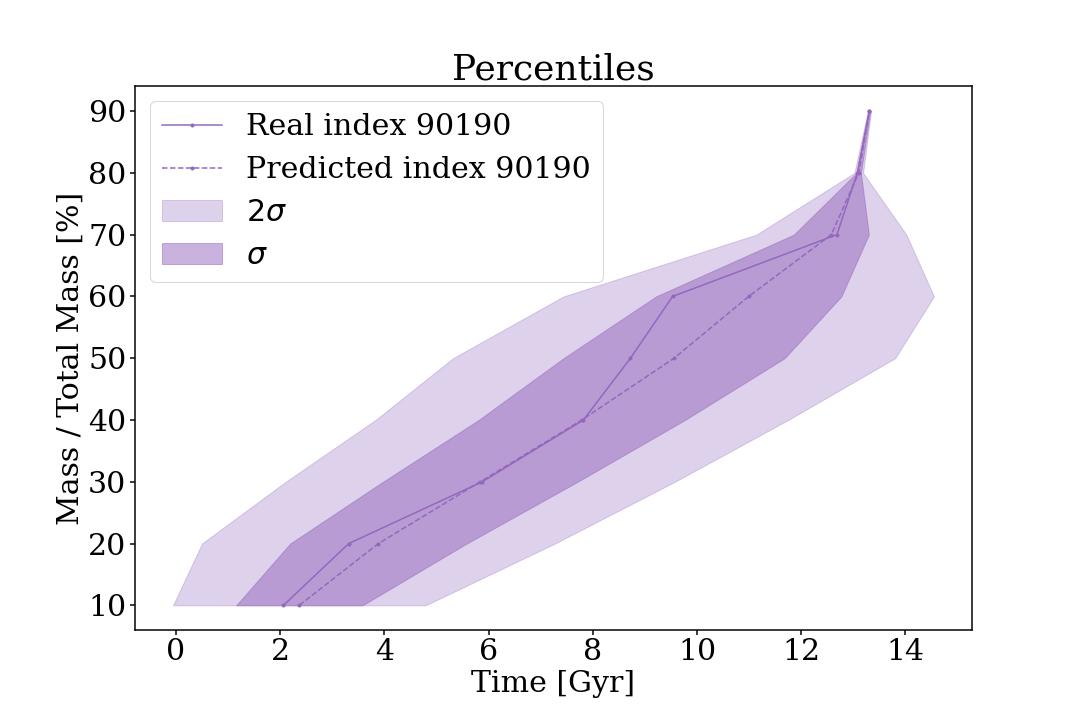 Percentiles
Real index 90190
Predicted index 90190
2σ
σ
Mass / Total Mass [%]
90
80
70
60
50
40
30
20
10
0 2 4 6 8 10 12 14
Time [Gyr]